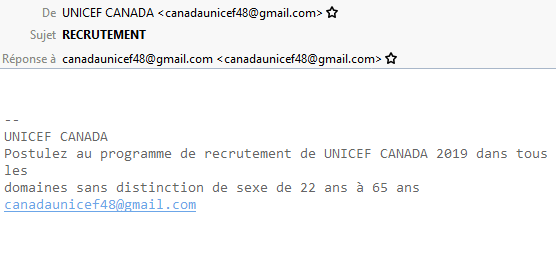 De UNICEF CANADA <canadaunicef48@gmail.com>
Sujet RECRUTEMENT
Réponse à canadaunicef48@gmail.com <canadaunicef48@gmail.com>
--
UNICEF CANADA
Postulez au programme de recrutement de UNICEF CANADA 2019 dans tous
les
domaines sans distinction de sexe de 22 ans à 65 ans
canadaunicef48@gmail.com